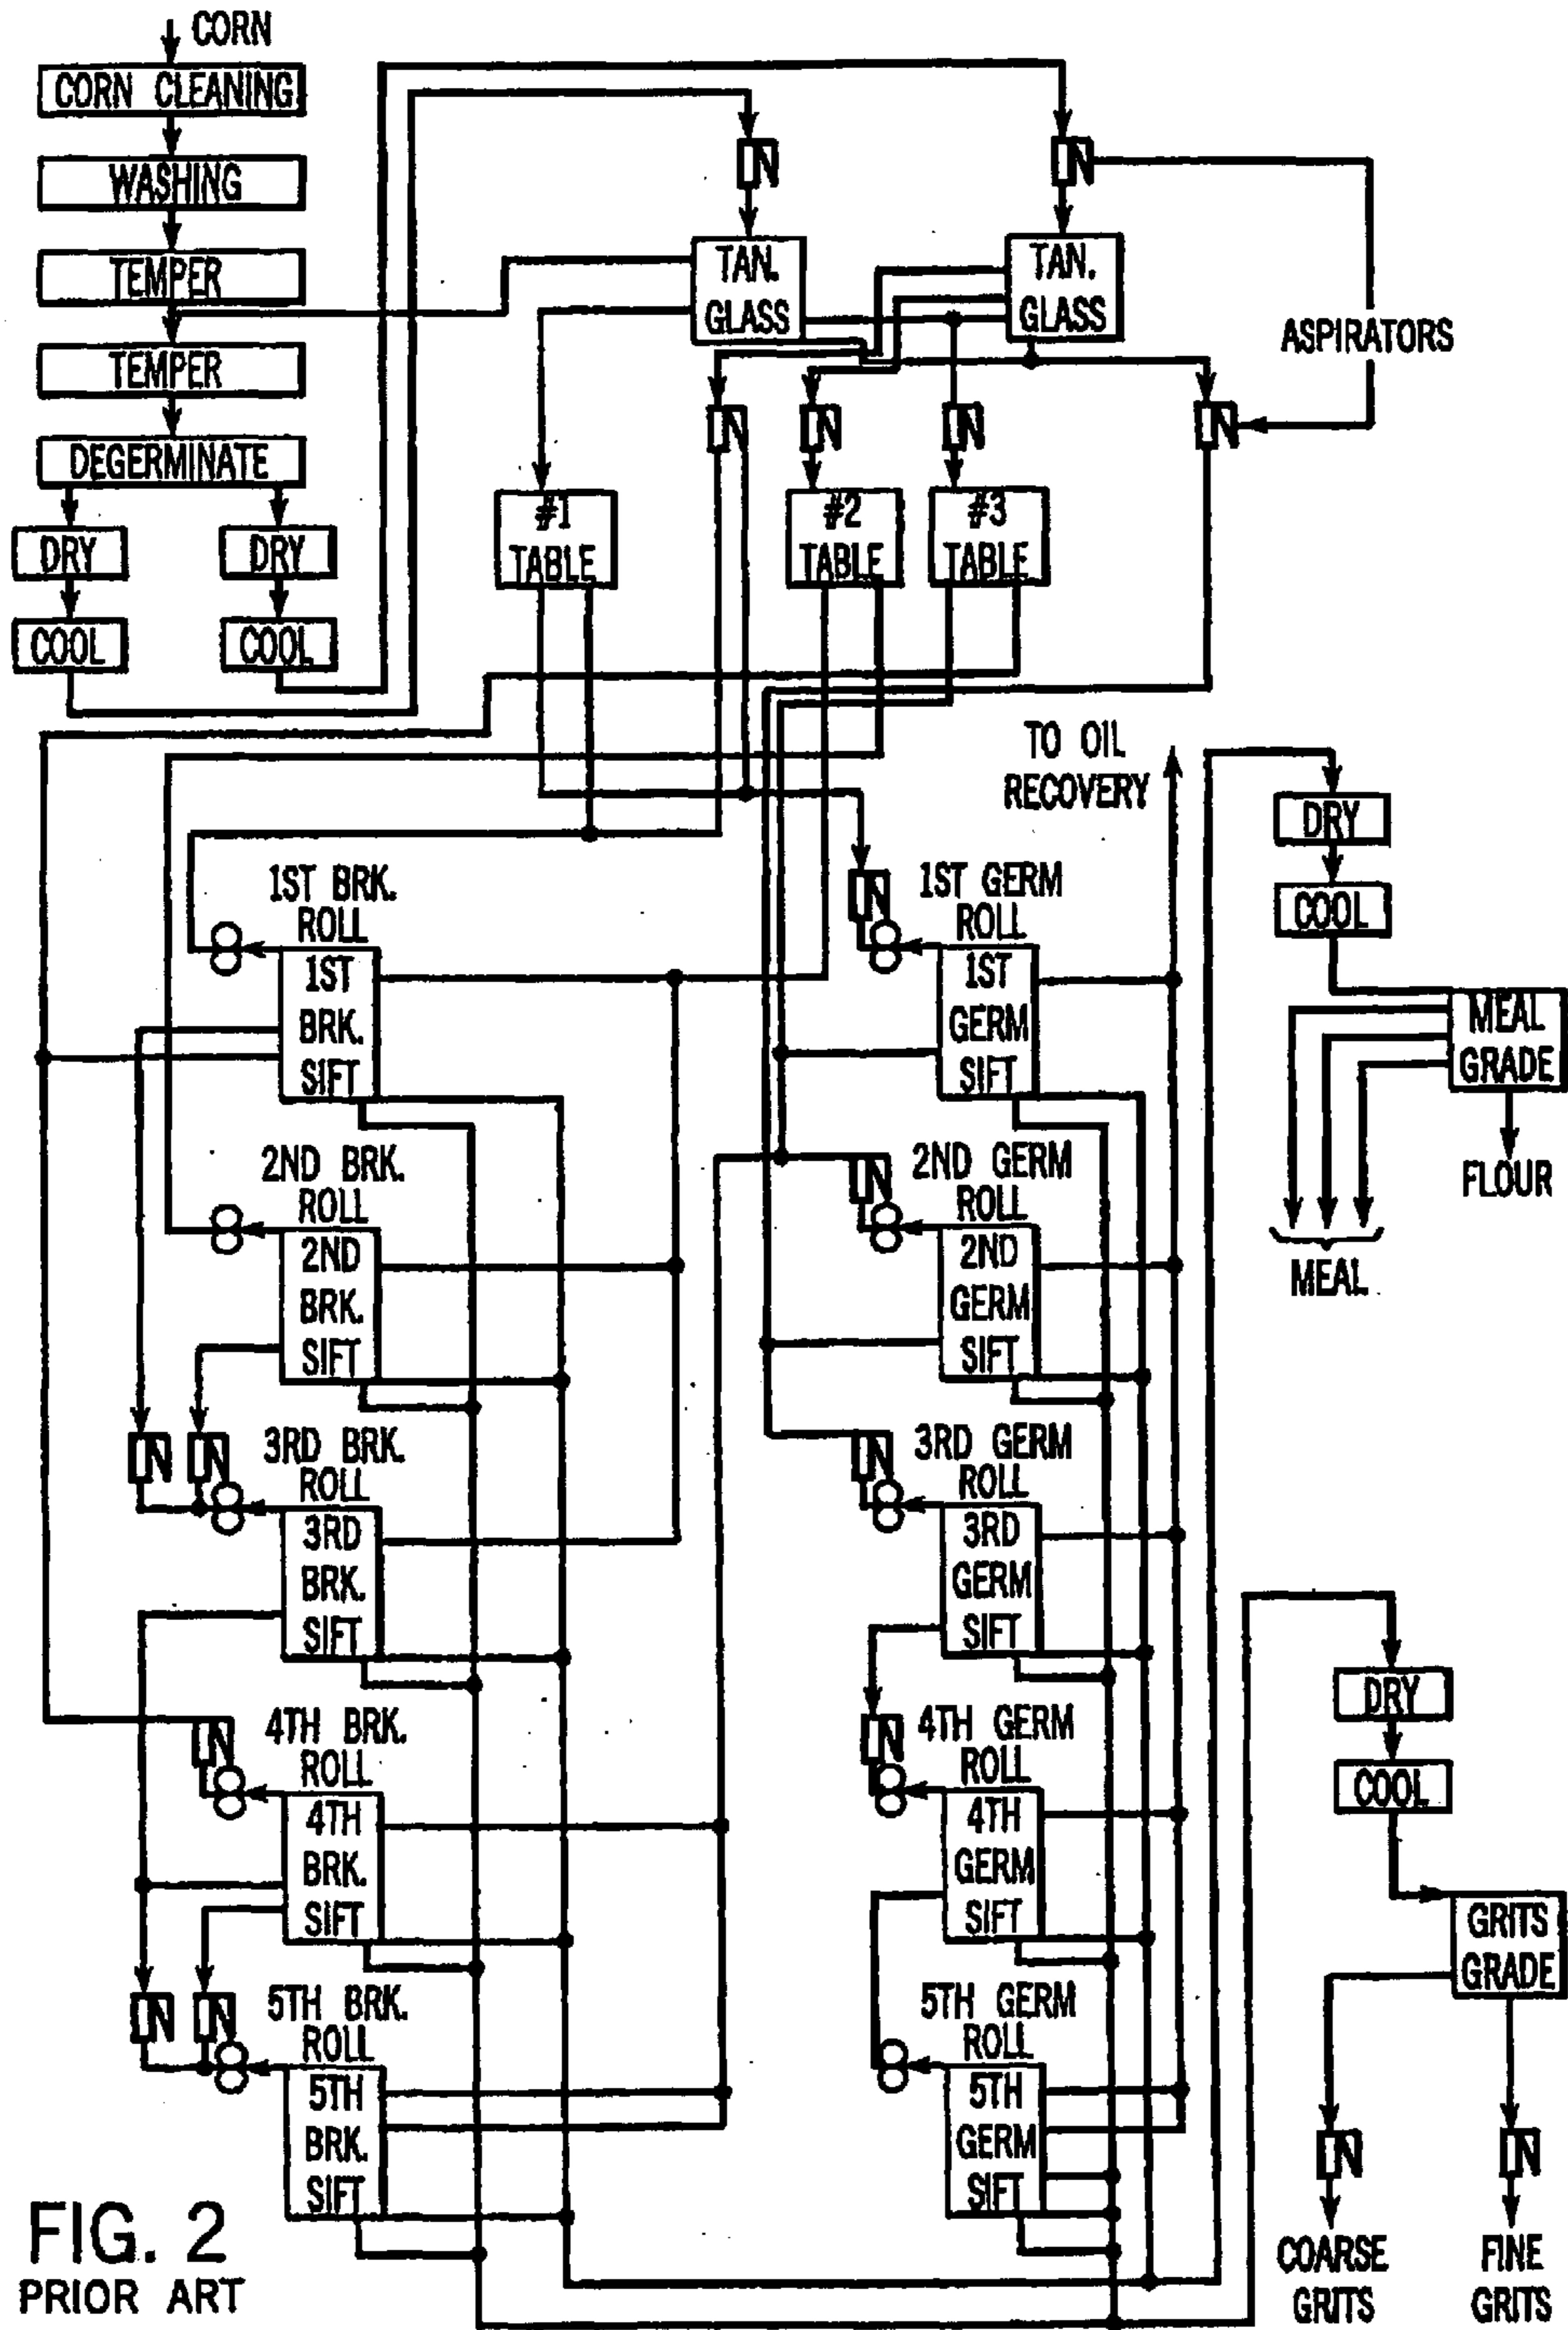 CORN
CORN CLEANING
WASHING
TEMPER
TEMPER
DEGERMINATE
DRY
DRY
COOL
COOL
N
N
TAN.
GLASS
TAN.
GLASS
ASPIRATORS
N
N
N
N
#1
TABLE
#2
TABLE
#3
TABLE
TO OIL
RECOVERY
DRY
COOL
MEAL
GRADE
FLOUR
MEAL
1ST BRK.
ROLL
1ST
BRK.
SIFT
2ND BRK.
ROLL
2ND
BRK.
SIFT
N
N
3RD BRK.
ROLL
3RD
BRK.
SIFT
N
4TH BRK.
ROLL
4TH
BRK.
SIFT
N
N
5TH BRK.
ROLL
5TH
BRK.
SIFT
N
1ST GERM
ROLL
1ST
GERM
SIFT
N
2ND GERM
ROLL
2ND
GERM
SIFT
N
3RD GERM
ROLL
3RD
GERM
SIFT
N
4TH GERM
ROLL
4TH
GERM
SIFT
5TH GERM
ROLL
5TH
GERM
SIFT
DRY
COOL
GRITS
GRADE
N
N
COARSE
GRITS
FINE
GRITS
FIG. 2
PRIOR ART